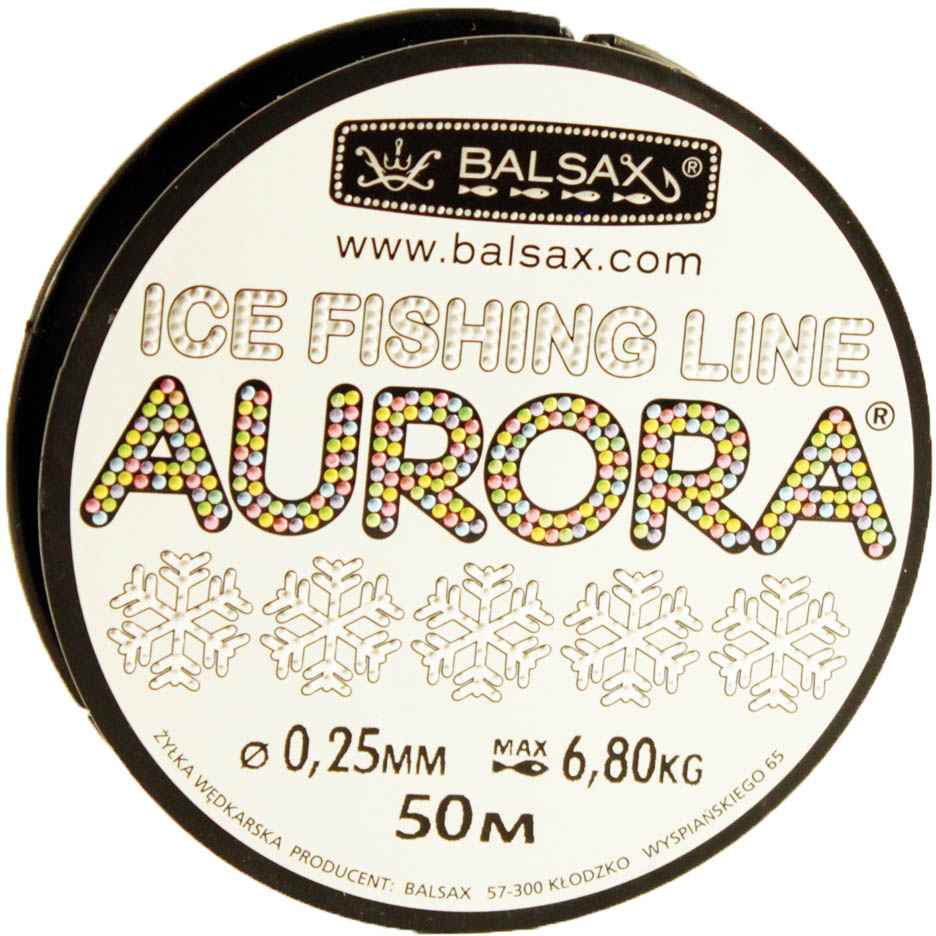 BALSAX®
www.balsax.com
ICE FISHING LINE
AURORA®
ø 0,25MM MAX 6,80KG
50M
ŻYŁKA WĘDKARSKA PRODUCENT: BALSAX 57-300 KŁODZKO WYSPIAŃSKIEGO 65